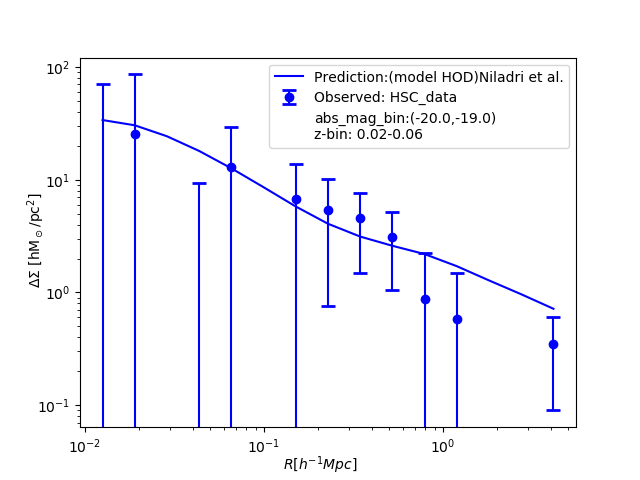 Prediction:(model HOD)Niladri et al.
Observed: HSC_data
abs_mag_bin:(-20.0,-19.0)
z-bin: 0.02-0.06
ΔΣ [hM⊙/pc²]
10²
10¹
10⁰
10⁻¹
10⁻²
10⁻¹
10⁰
R[h⁻¹Mpc]